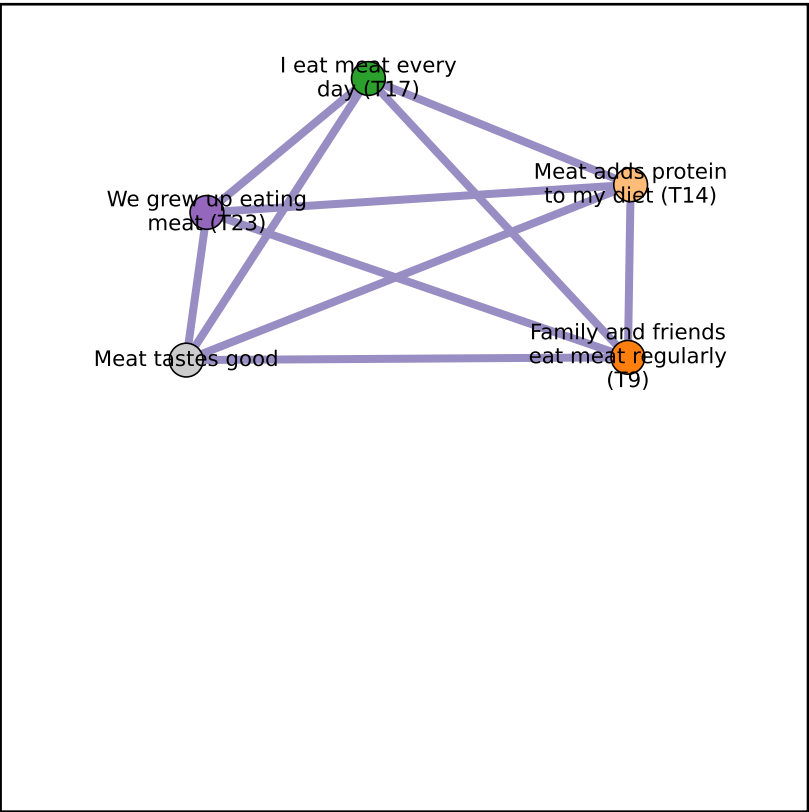 I eat meat every
day (T17)
Meat adds protein
to my diet (T14)
We grew up eating
meat (T23)
Family and friends
eat meat regularly
(T9)
Meat tastes good